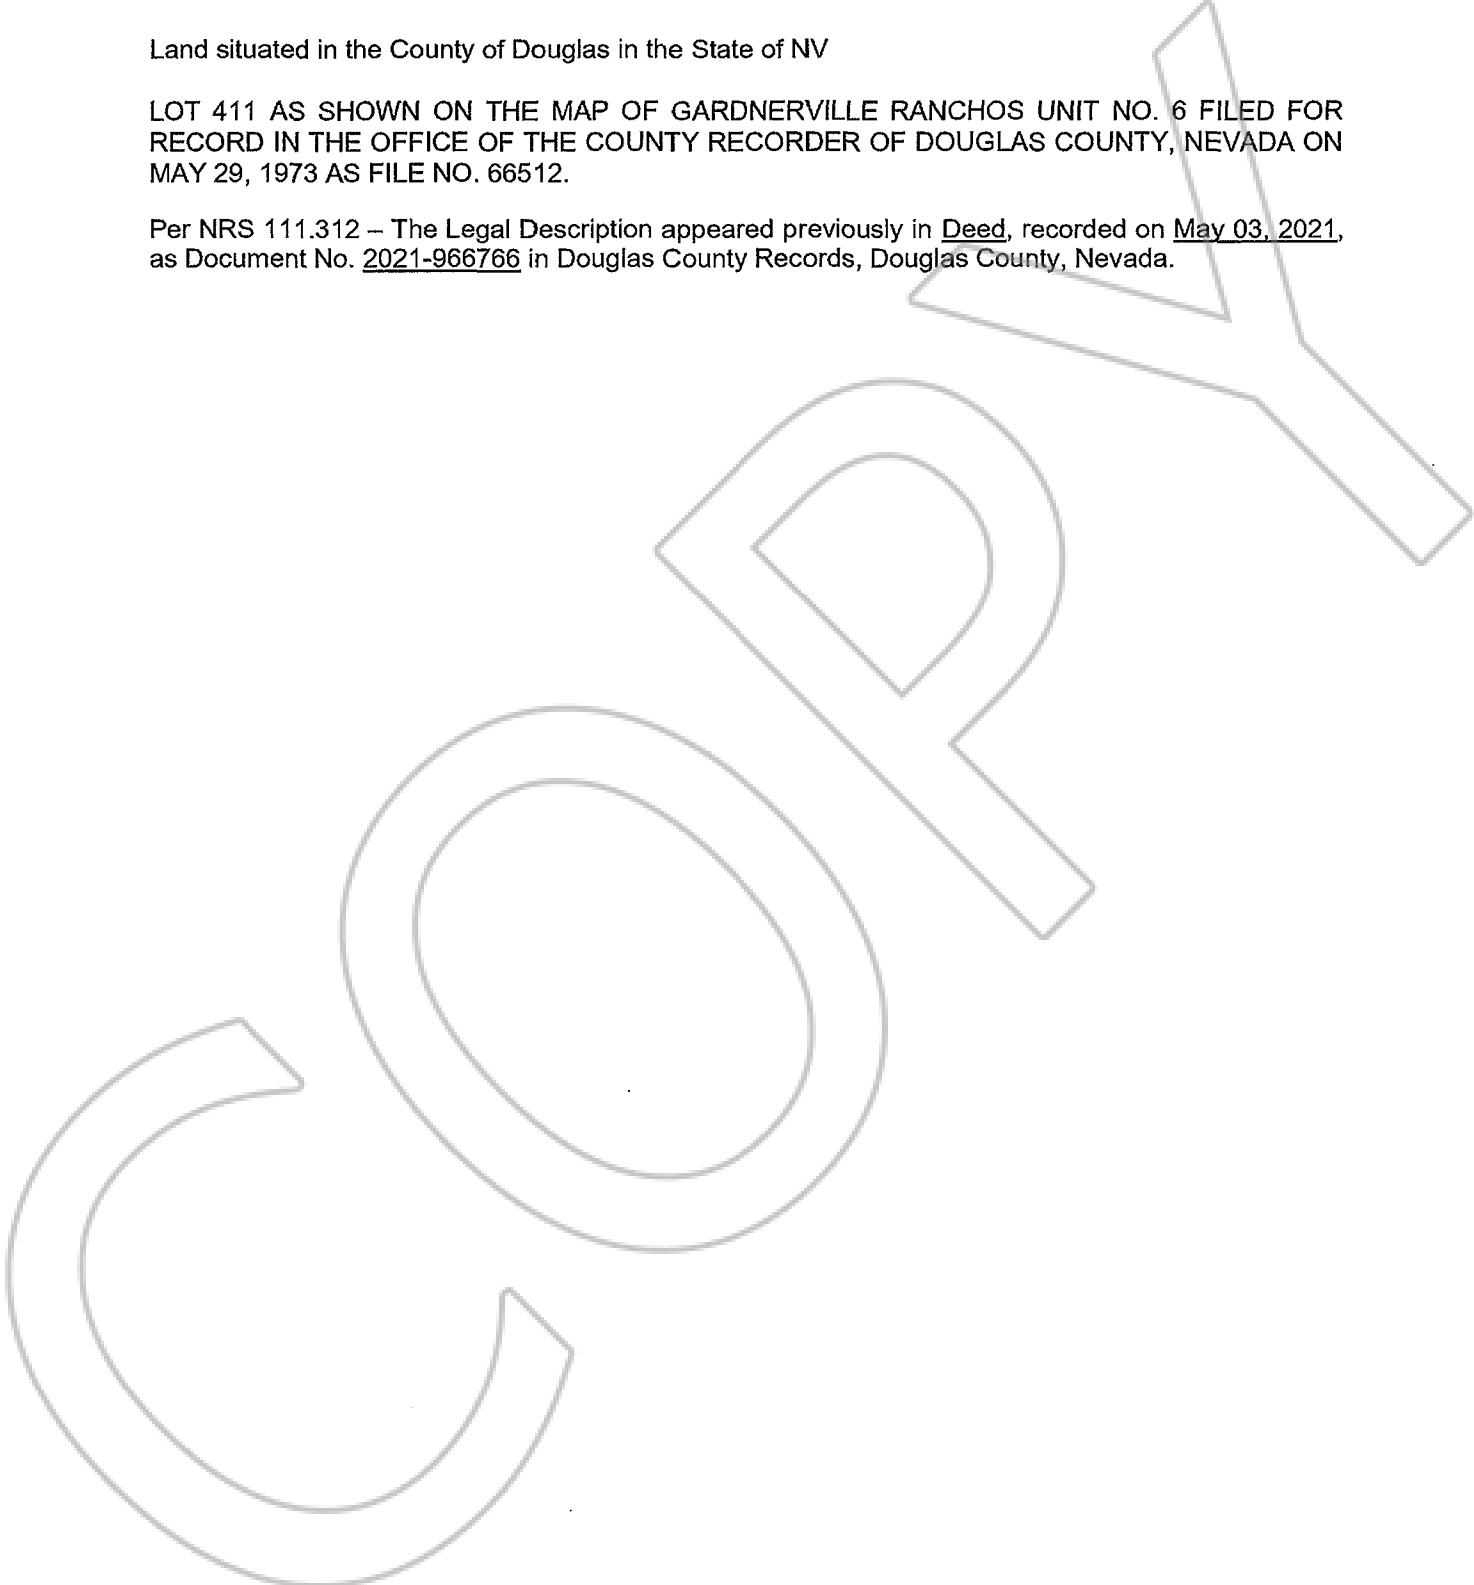 Land situated in the County of Douglas in the State of NV
LOT 411 AS SHOWN ON THE MAP OF GARDNERVILLE RANCHOS UNIT NO. 6 FILED FOR
RECORD IN THE OFFICE OF THE COUNTY RECORDER OF DOUGLAS COUNTY, NEVADA ON
MAY 29, 1973 AS FILE NO. 66512.
Per NRS 111.312 – The Legal Description appeared previously in Deed, recorded on May 03, 2021,
as Document No. 2021-966766 in Douglas County Records, Douglas County, Nevada.
COPY